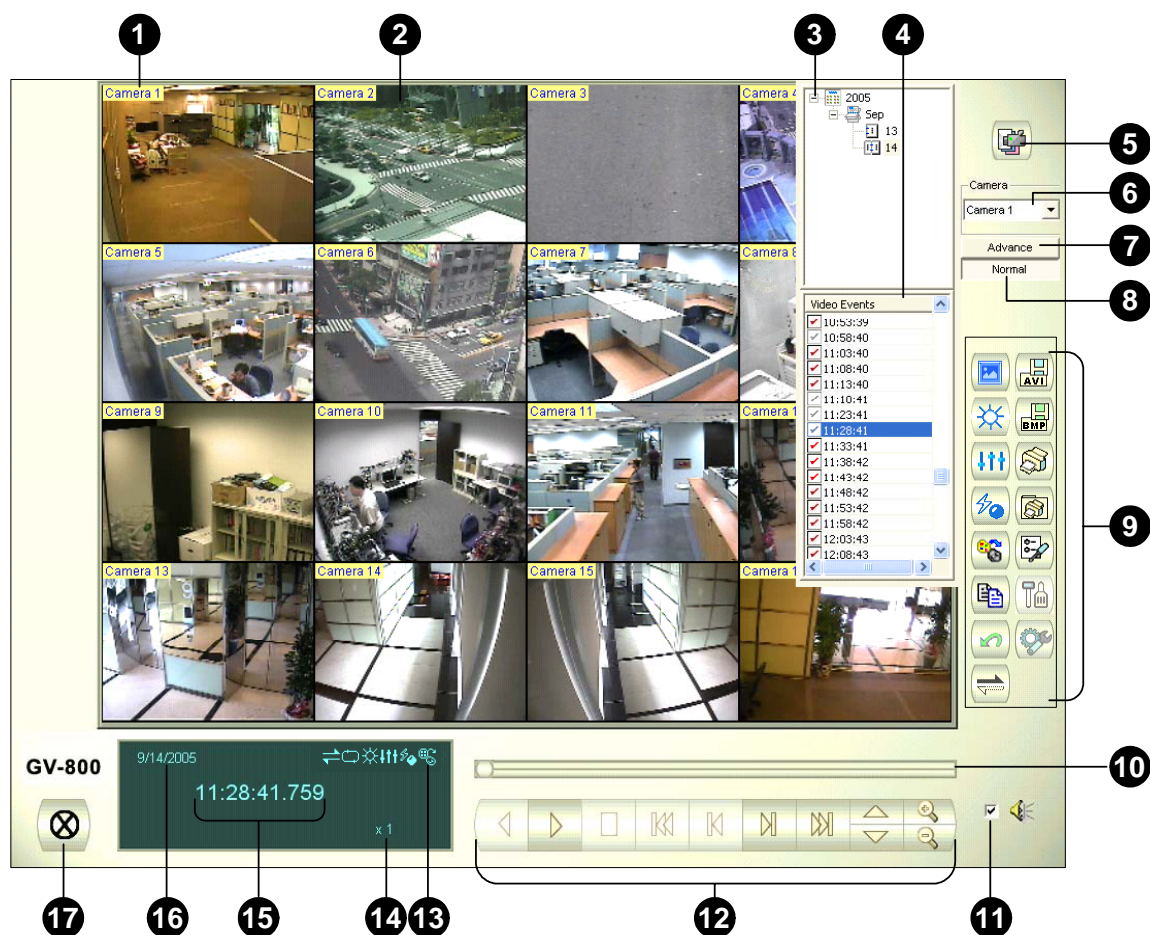 1
2
3
4
Camera 1
Camera 2
Camera 3
Camera 4
2005
Sep
13
14
5
Camera
6
Camera 1
7
Advance
Normal
8
Camera 5
Camera 6
Camera 7
Camera 8
Video Events
10:53:39
10:58:40
11:03:40
11:08:40
11:13:40
11:10:41
11:23:41
11:28:41
11:33:41
11:38:42
11:43:42
11:48:42
11:53:42
11:58:42
12:03:43
12:08:43
AVI
BMP
9
Camera 9
Camera 10
Camera 11
Camera 1
Camera 13
Camera 14
Camera 15
Camera 1
GV-800
9/14/2005
11:28:41.759
x 1
10
17
16
15
14
13
12
11